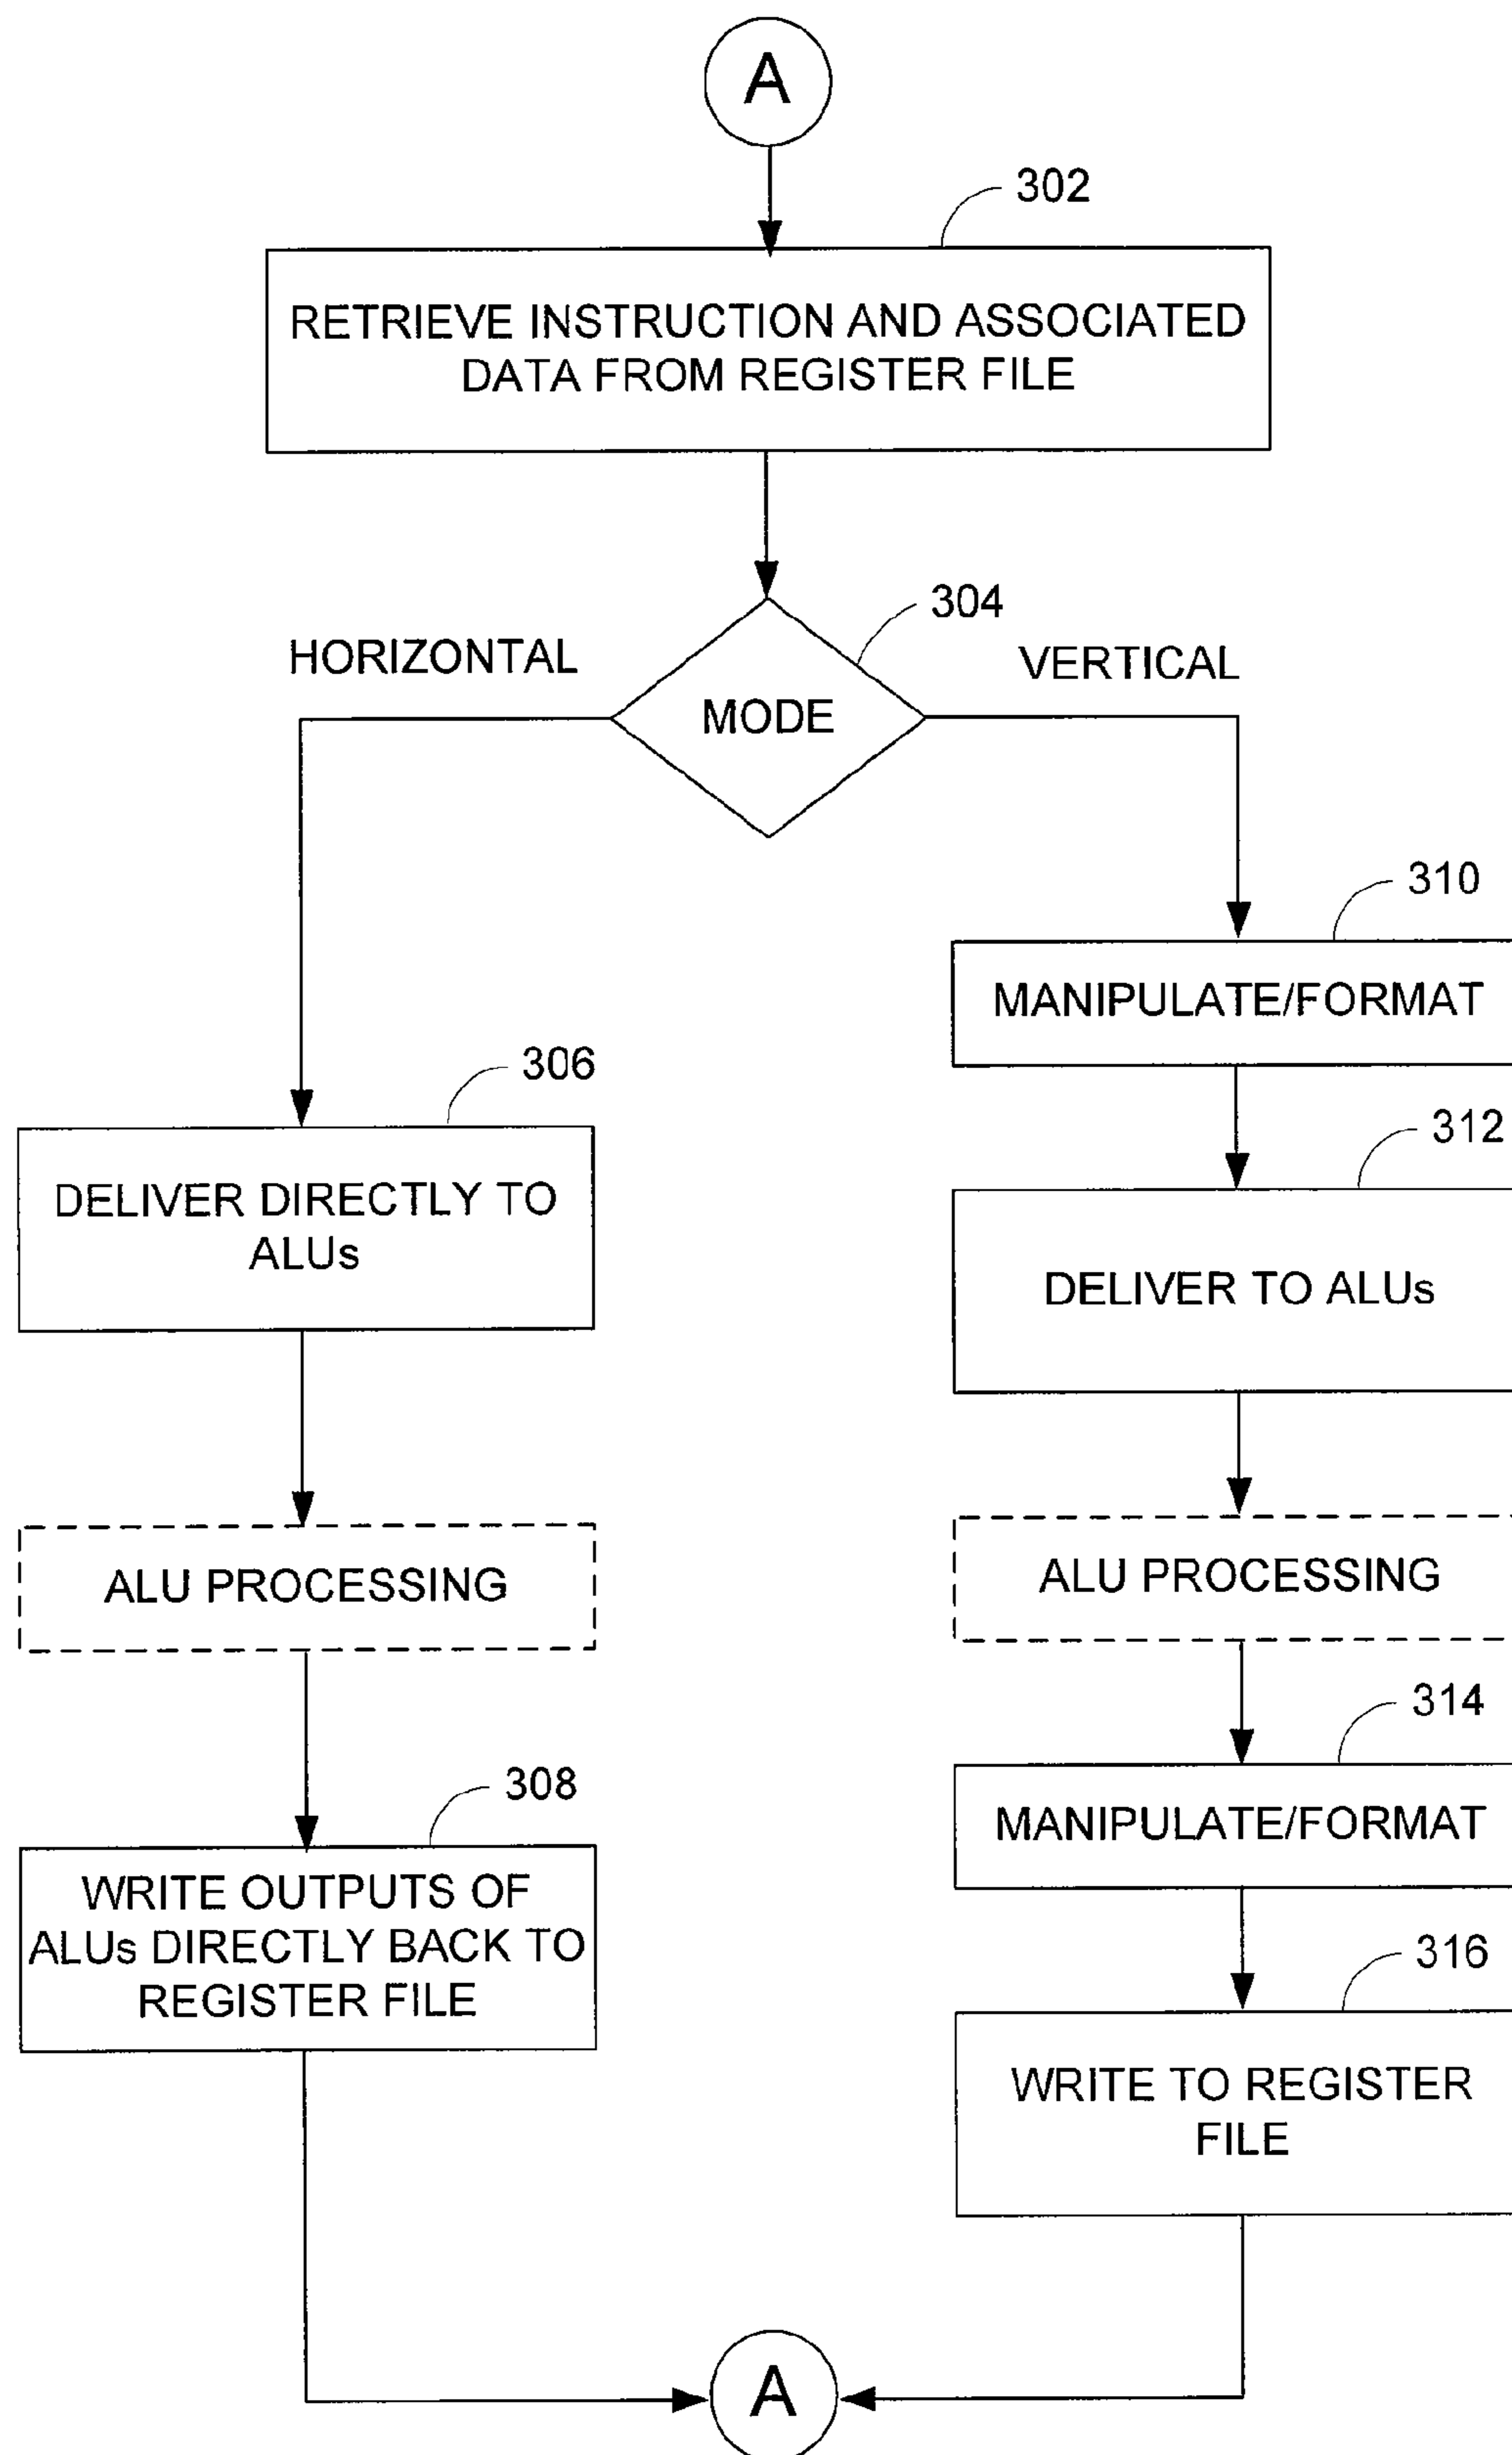 A
302
RETRIEVE INSTRUCTION AND ASSOCIATED
DATA FROM REGISTER FILE
304
HORIZONTAL
MODE
VERTICAL
306
DELIVER DIRECTLY TO
ALUs
ALU PROCESSING
308
WRITE OUTPUTS OF
ALUs DIRECTLY BACK TO
REGISTER FILE
310
MANIPULATE/FORMAT
312
DELIVER TO ALUs
ALU PROCESSING
314
MANIPULATE/FORMAT
316
WRITE TO REGISTER
FILE
A